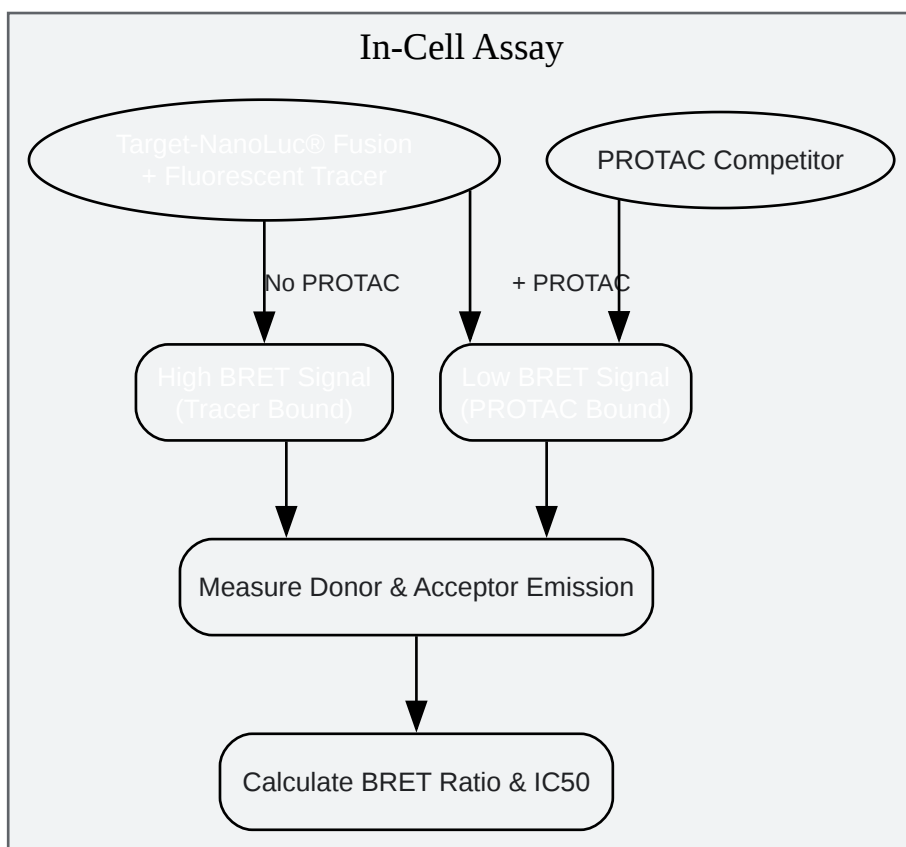 In-Cell Assay
Target-NanoLuc® Fusion
+ Fluorescent Tracer
PROTAC Competitor
No PROTAC
+ PROTAC
High BRET Signal
(Tracer Bound)
Low BRET Signal
(PROTAC Bound)
Measure Donor & Acceptor Emission
Calculate BRET Ratio & IC50